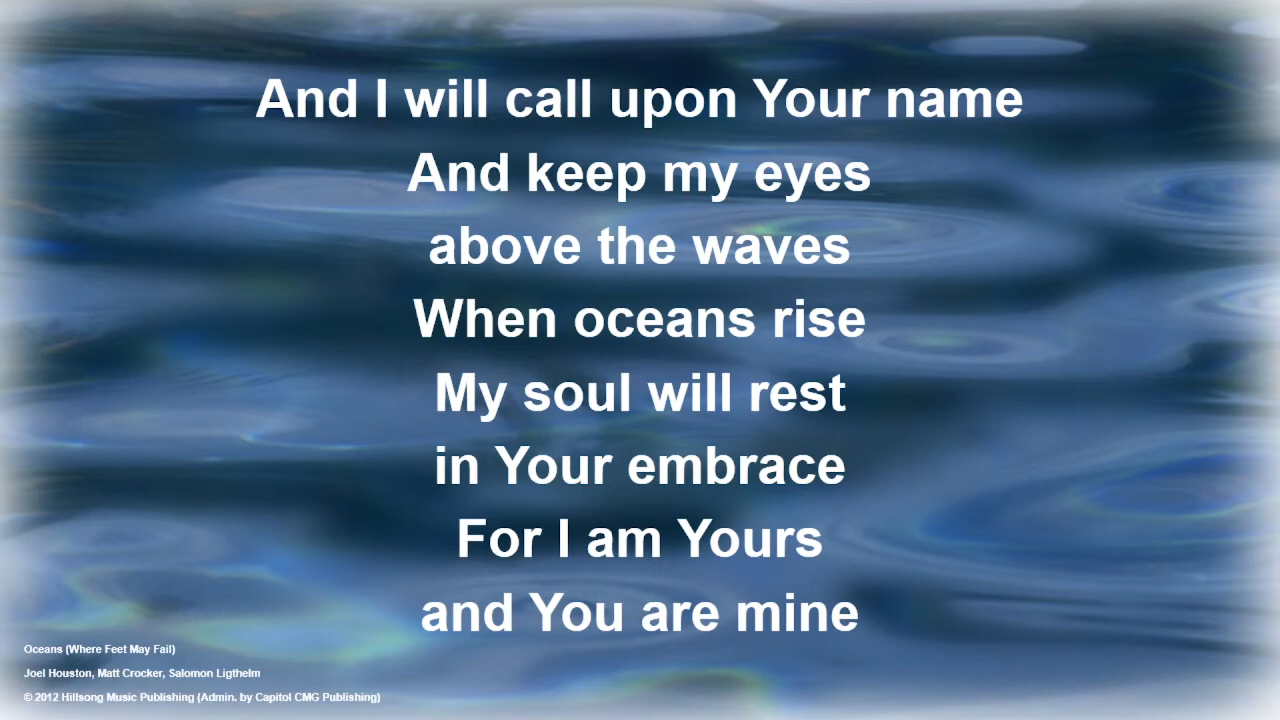 And I will call upon Your name
And keep my eyes
above the waves
When oceans rise
My soul will rest
in Your embrace
For I am Yours
and You are mine
Oceans (Where Feet May Fail)
Joel Houston, Matt Crocker, Salomon Ligthelm
© 2012 Hillsong Music Publishing (Admin. by Capitol CMG Publishing)